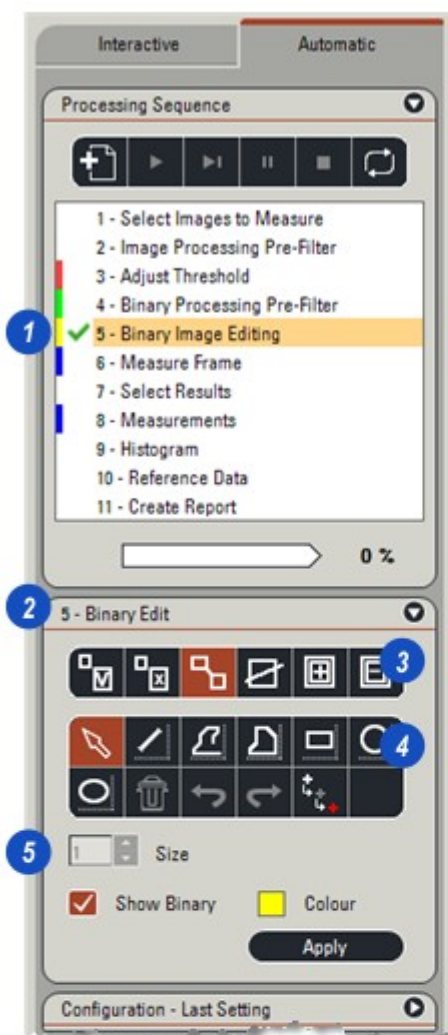 Interactive Automatic
Processing Sequence
1 - Select Images to Measure
2 - Image Processing Pre-Filter
3 - Adjust Threshold
4 - Binary Processing Pre-Filter
1
5 - Binary Image Editing
6 - Measure Frame
7 - Select Results
8 - Measurements
9 - Histogram
10 - Reference Data
11 - Create Report
0 %
2
5 - Binary Edit
3
4
5
1 Size
Show Binary Colour
Apply
Configuration - Last Setting